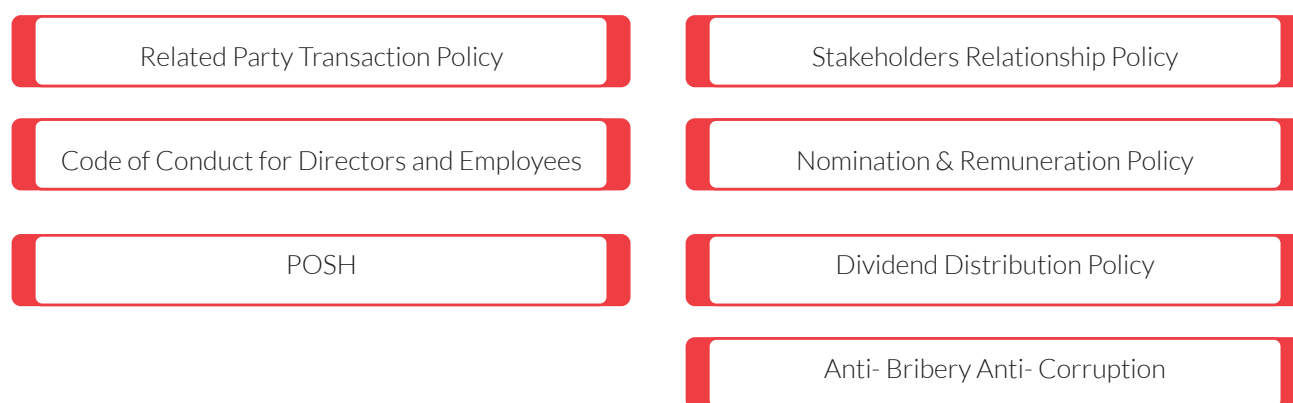 Related Party Transaction Policy
Stakeholders Relationship Policy
Code of Conduct for Directors and Employees
Nomination & Remuneration Policy
POSH
Dividend Distribution Policy
Anti- Bribery Anti- Corruption